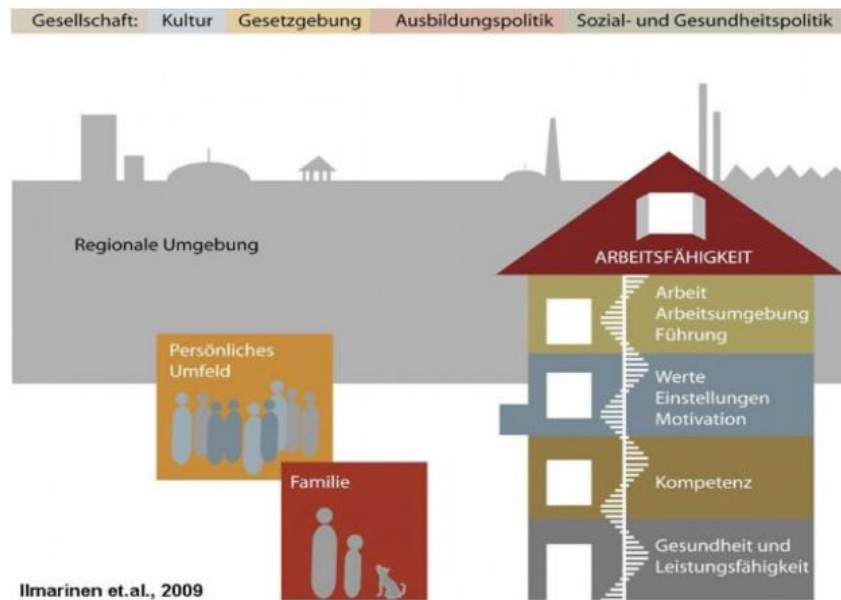 Gesellschaft: Kultur Gesetzgebung Ausbildungspolitik Sozial- und Gesundheitspolitik
Regionale Umgebung
Persönliches
Umfeld
Familie
ARBEITSFÄHIGKEIT
Arbeit
Arbeitsumgebung
Führung
Werte
Einstellungen
Motivation
Kompetenz
Gesundheit und
Leistungsfähigkeit
Ilmarinen et.al., 2009